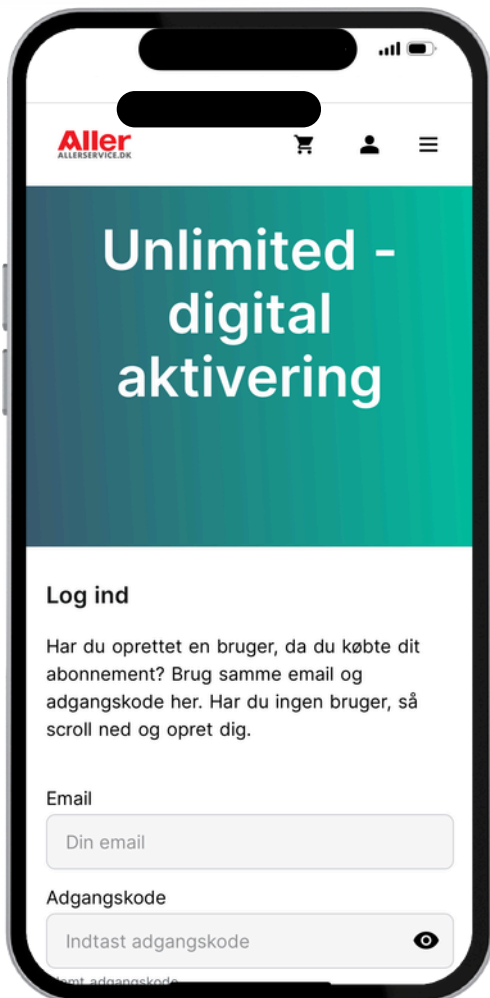 Aller
ALLERSERVICE.DK
Unlimited -
digital
aktivering
Log ind
Har du oprettet en bruger, da du købte dit
abonnement? Brug samme email og
adgangskode her. Har du ingen bruger, så
scroll ned og opret dig.
Email
Din email
Adgangskode
Indtast adgangskode
adgangskode